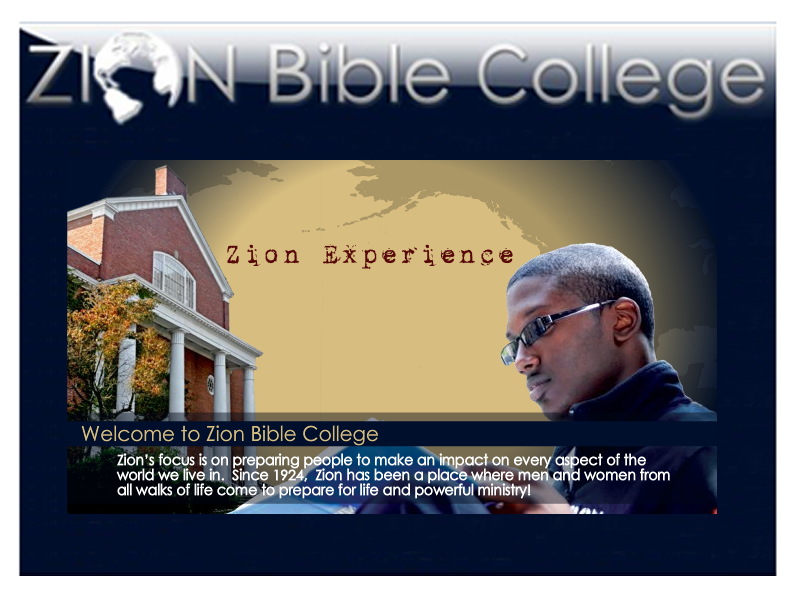 ZION Bible College
Zion Experience
Welcome to Zion Bible College
Zion's focus is on preparing people to make an impact on every aspect of the
world we live in. Since 1924, Zion has been a place where men and women from
all walks of life come to prepare for life and powerful ministry!